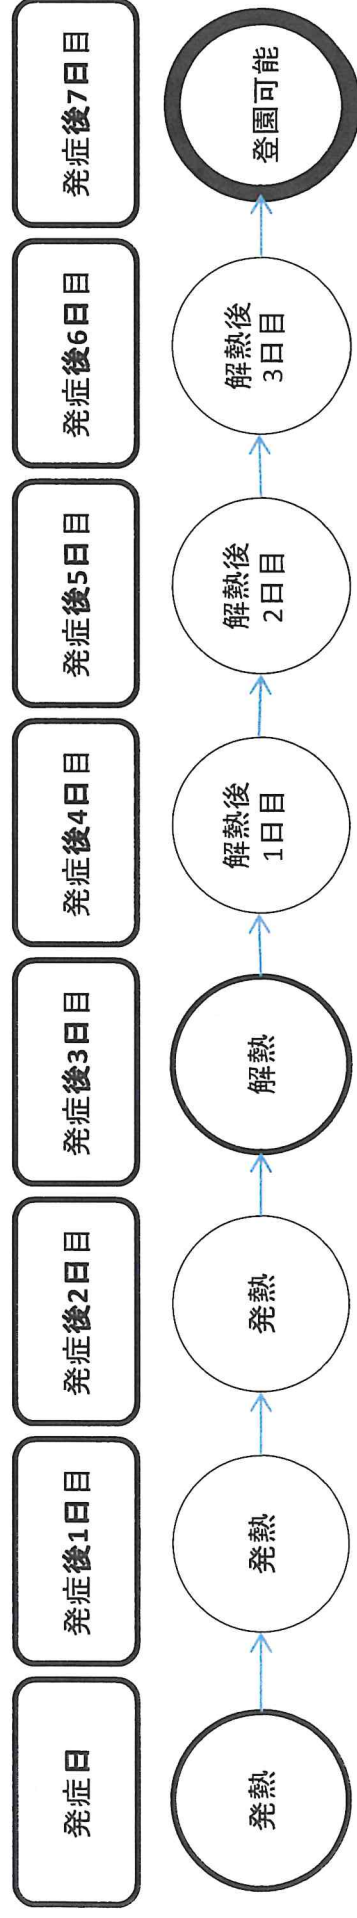 発症日
発症後1日目
発症後2日目
発症後3日目
発症後4日目
発症後5日目
発症後6日目
発症後7日目
発熱
発熱
発熱
解熱
解熱後
1日目
解熱後
2日目
解熱後
3日目
登園可能